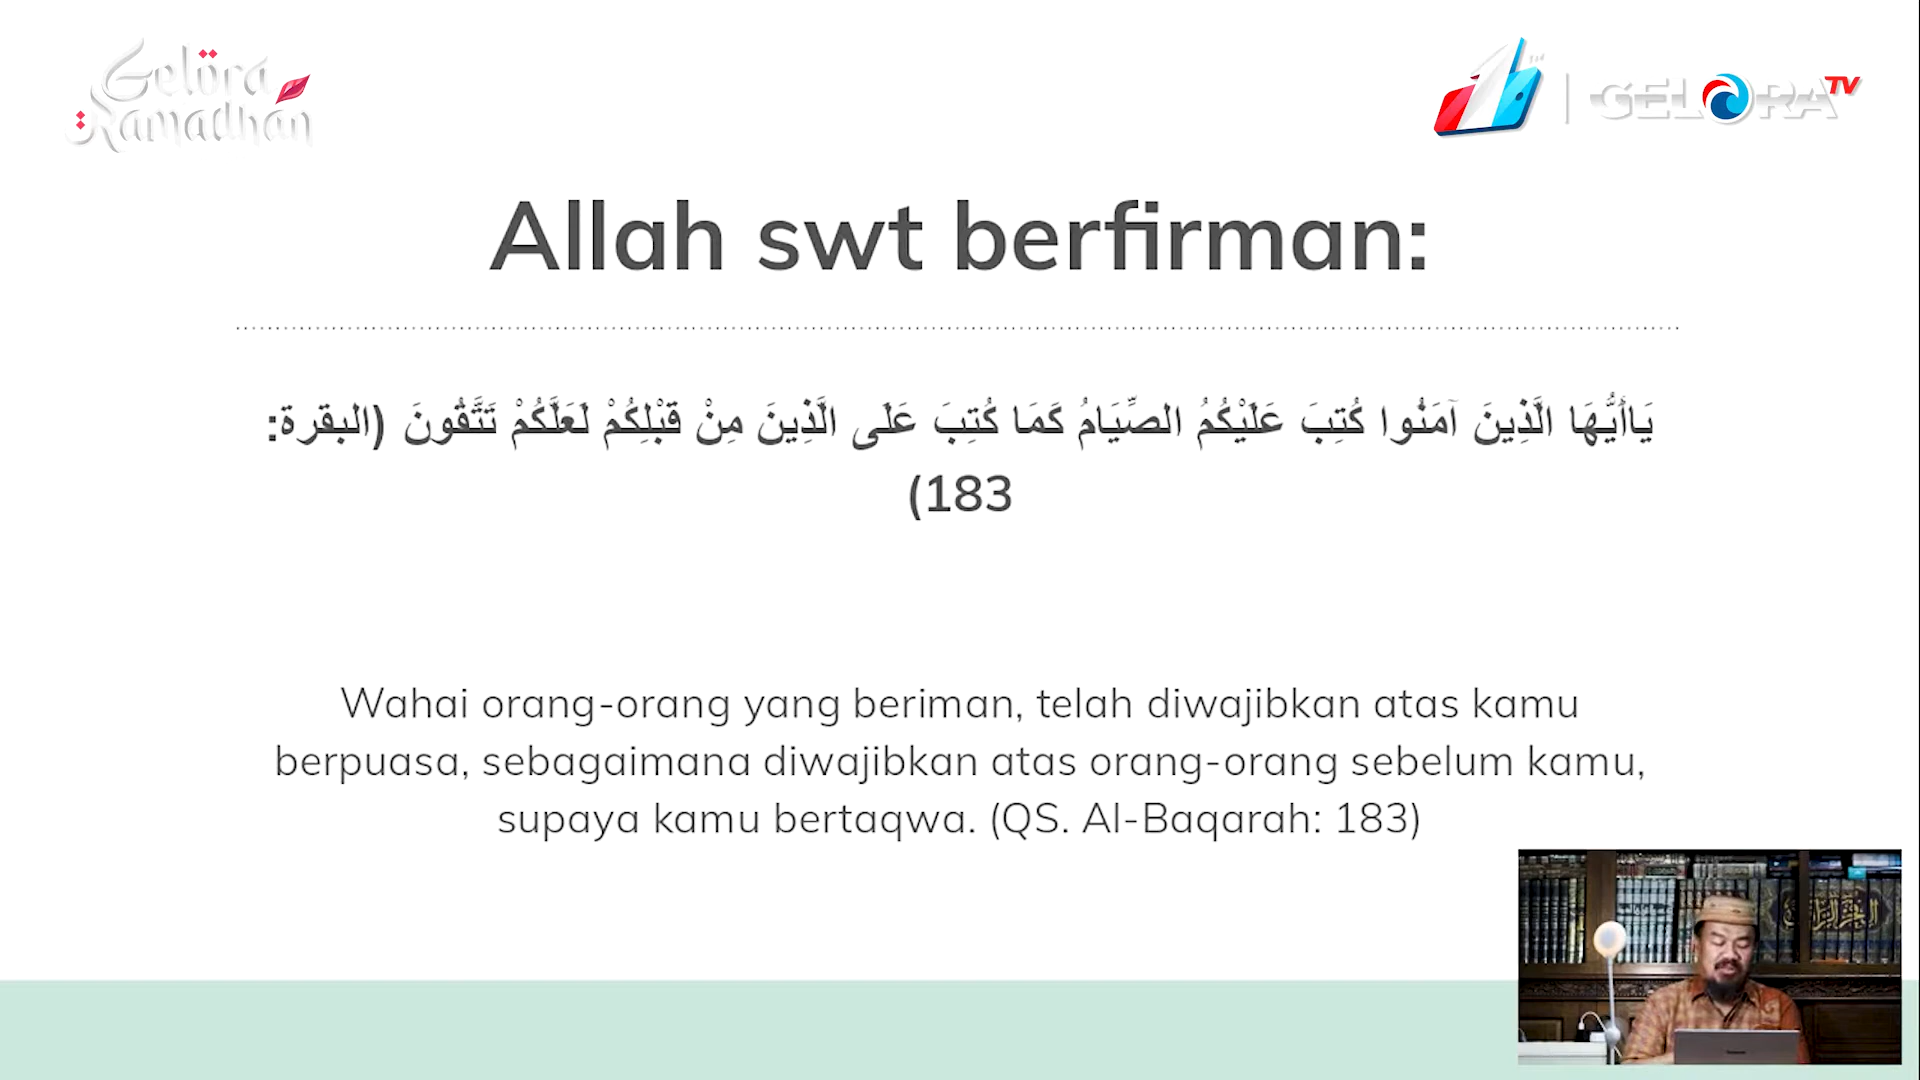 Gelora
Ramadhan
GELORA TV
Allah swt berfirman:
يَاأَيُّهَا الَّذِينَ آمَنُوا كُتِبَ عَلَيْكُمُ الصِّيَامُ كَمَا كُتِبَ عَلَى الَّذِينَ مِنْ قَبْلِكُمْ لَعَلَّكُمْ تَتَّقُونَ (البقرة:
183)
Wahai orang-orang yang beriman, telah diwajibkan atas kamu
berpuasa, sebagaimana diwajibkan atas orang-orang sebelum kamu,
supaya kamu bertaqwa. (QS. Al-Baqarah: 183)